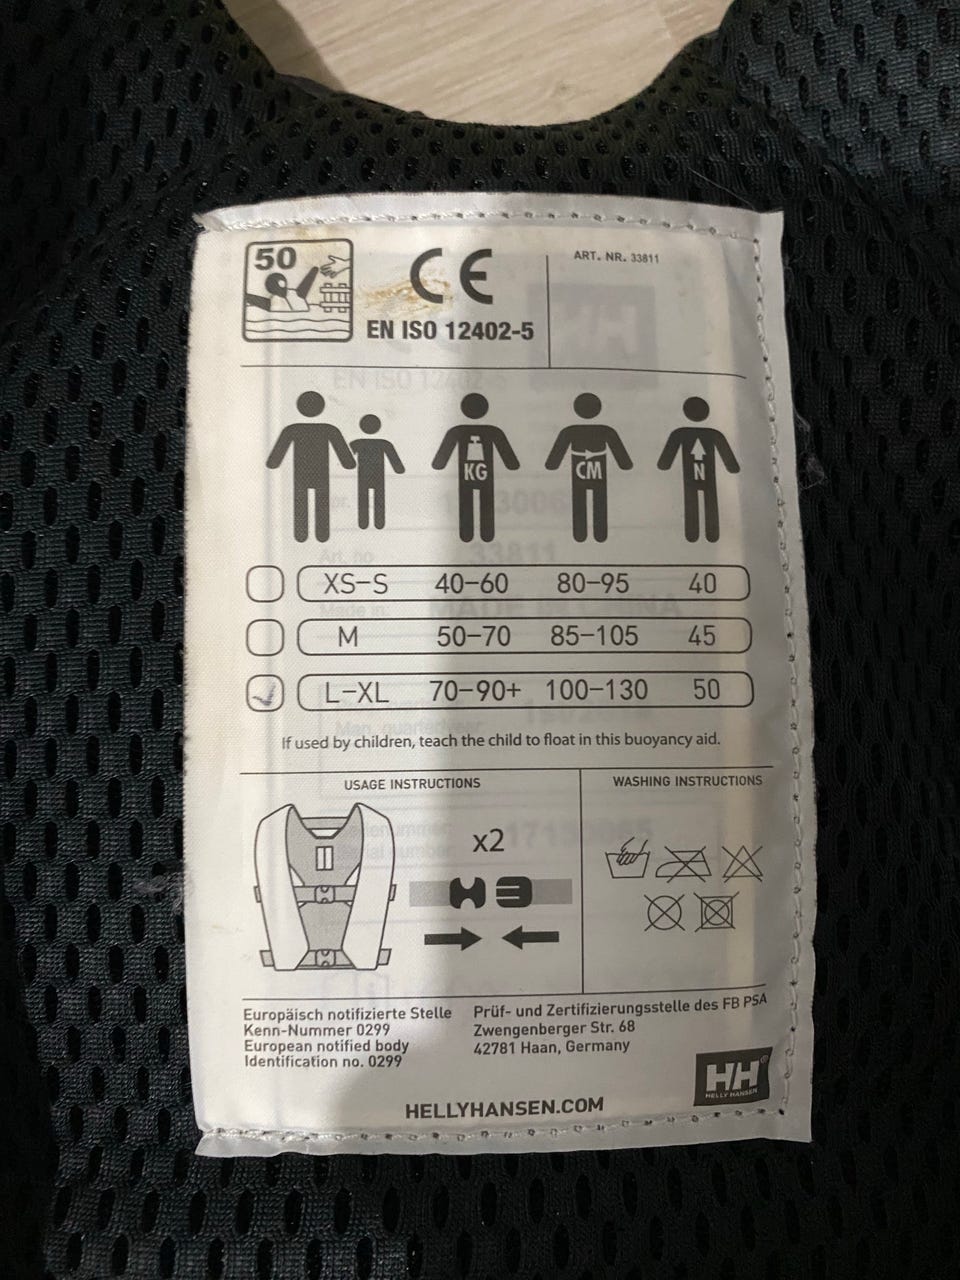 50
CE
EN ISO 12402-5
ART. NR. 33811
KG
CM
N
XS-S 40-60 80-95 40
M 50-70 85-105 45
L-XL 70-90+ 100-130 50
If used by children, teach the child to float in this buoyancy aid.
USAGE INSTRUCTIONS
x2
WASHING INSTRUCTIONS
Europäisch notifizierte Stelle
Kenn-Nummer 0299
European notified body
Identification no. 0299
Prüf- und Zertifizierungsstelle des FB PSA
Zwengenberger Str. 68
42781 Haan, Germany
HH®
HELLY HANSEN
HELLYHANSEN.COM